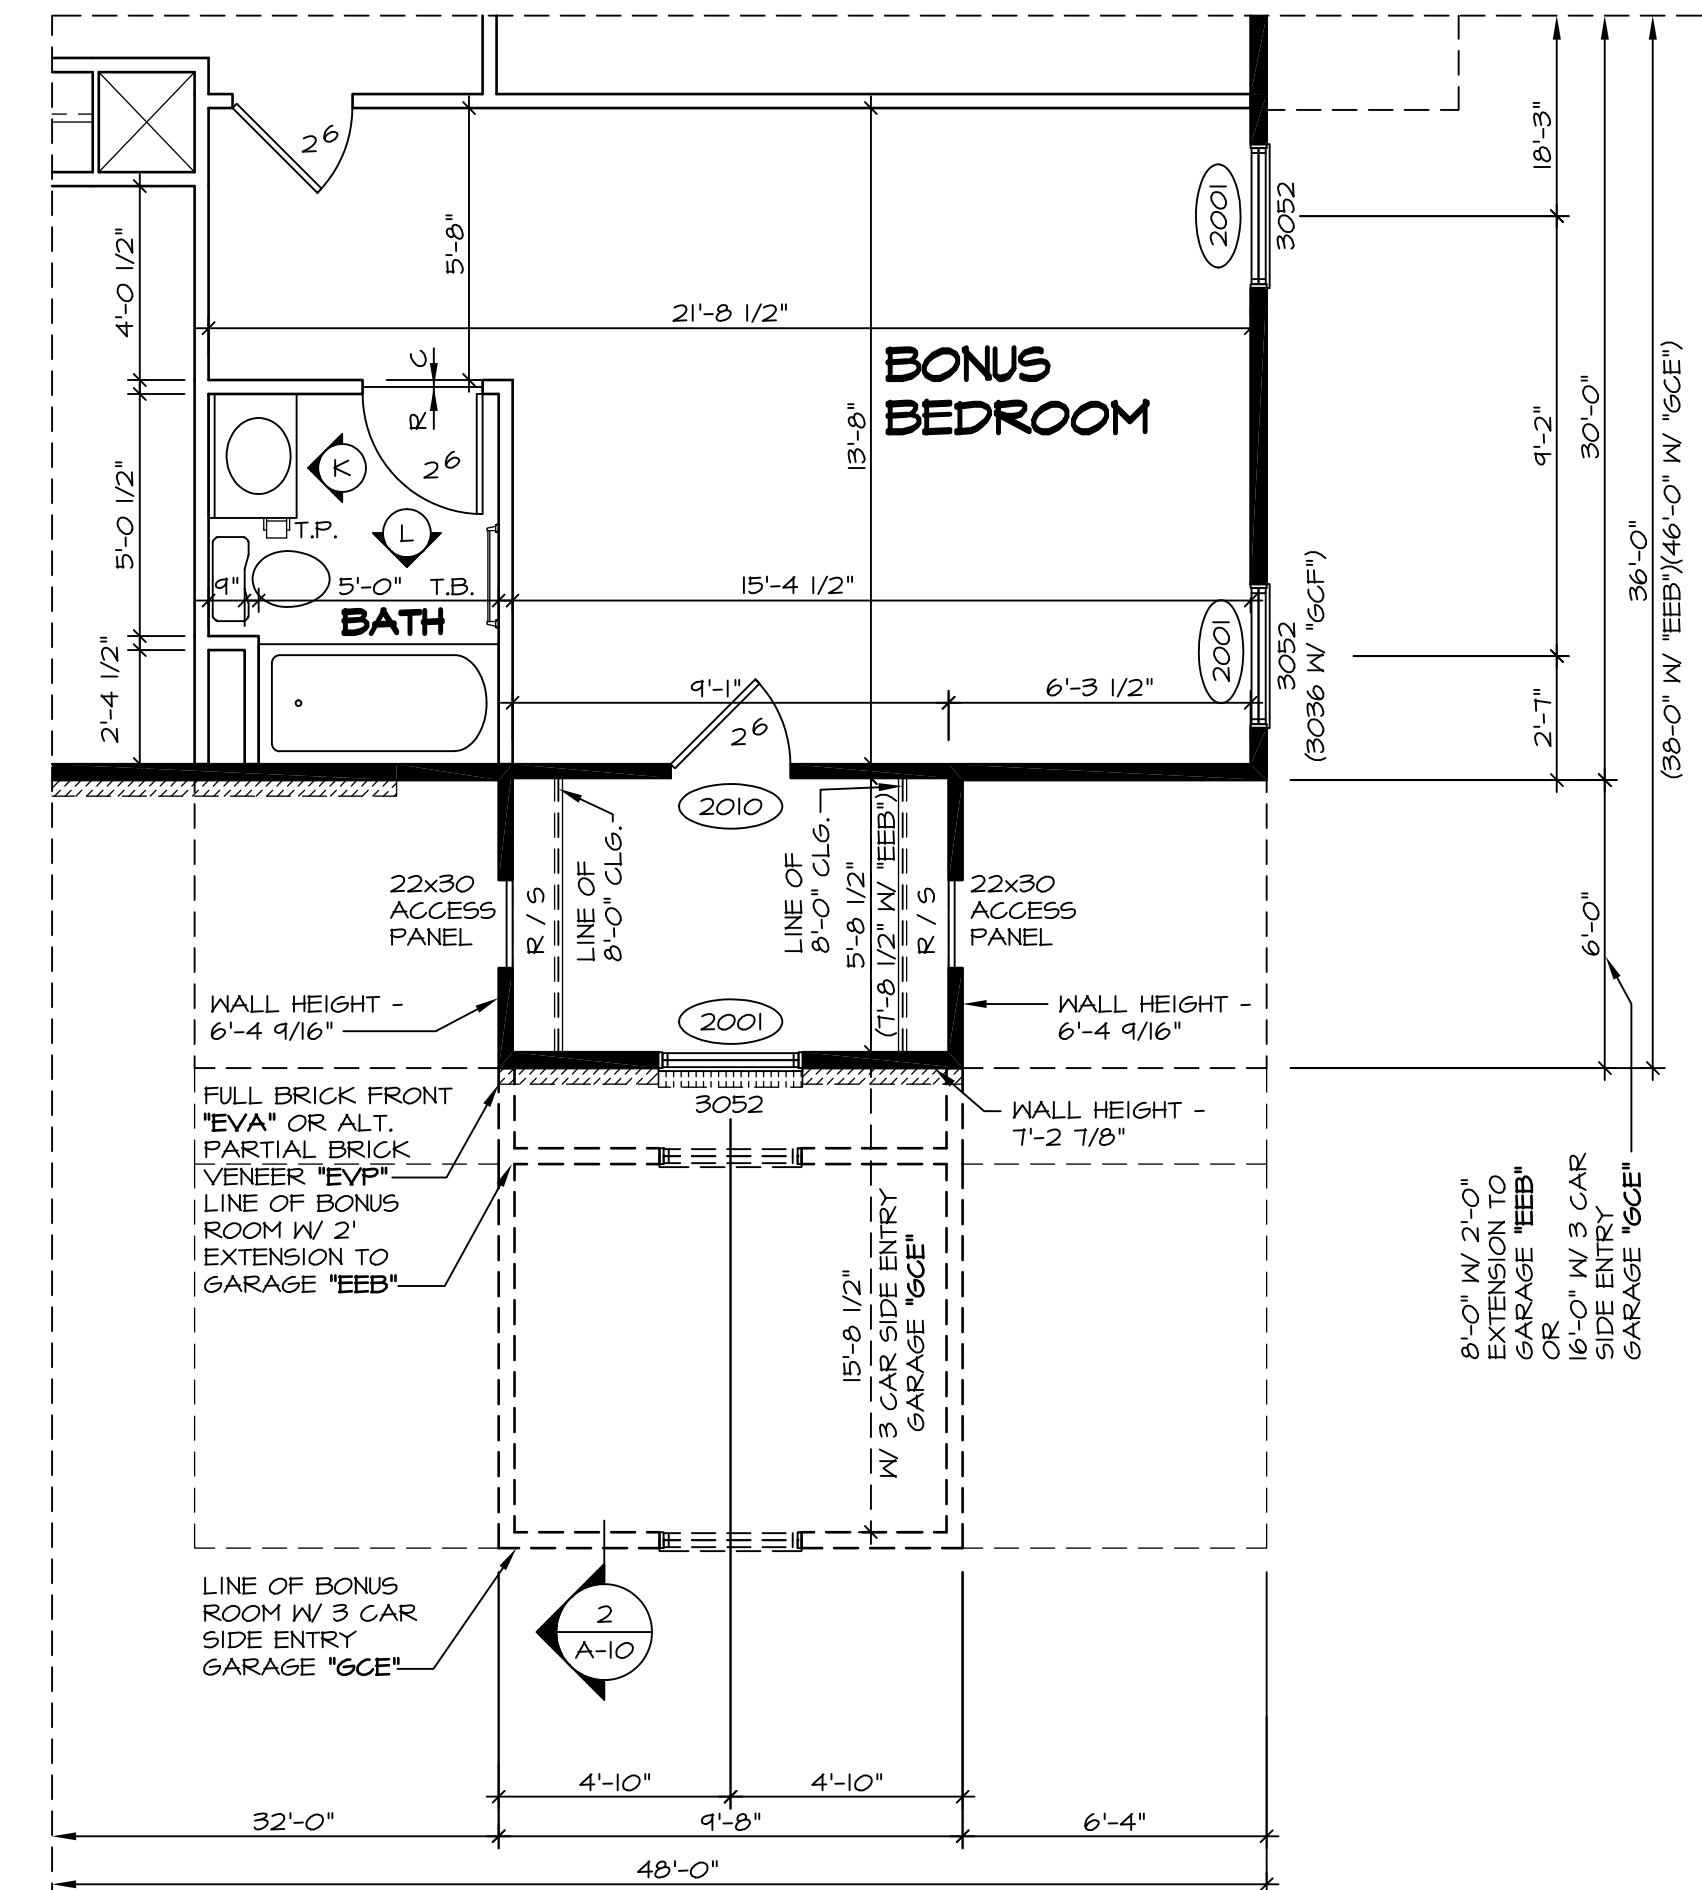 2 6
18'-3"
2001
3052
4'-0 1/2"
5'-8"
21'-8 1/2"
BONUS
BEDROOM
C
R
13'-8"
9'-2"
30'-0"
36'-0"
(38-0" W/ "EEB")(46'-0" W/ "GCE")
K
2 6
5'-0 1/2"
T.P.
L
9"
5'-0"
T.B.
BATH
15'-4 1/2"
2001
3052
(3036 W/ "GCF")
2'-4 1/2"
9'-1"
6'-3 1/2"
2'-7"
2 6
2010
LINE OF
8'-0" CLG.
LINE OF
8'-0" CLG.
5'-8 1/2"
(7'-8 1/2" W/ "EEB")
22x30
ACCESS
PANEL
R / S
R / S
22x30
ACCESS
PANEL
6'-0"
WALL HEIGHT -
6'-4 9/16"
2001
WALL HEIGHT -
6'-4 9/16"
3052
FULL BRICK FRONT
"EVA" OR ALT.
PARTIAL BRICK
VENEER "EVP"
LINE OF BONUS
ROOM W/ 2'
EXTENSION TO
GARAGE "EEB"
WALL HEIGHT -
7'-2 7/8"
15'-8 1/2"
W/ 3 CAR SIDE ENTRY
GARAGE "GCE"
8'-0" W/ 2'-0"
EXTENSION TO
GARAGE "EEB"
OR
16'-0" W/ 3 CAR
SIDE ENTRY
GARAGE "GCE"
LINE OF BONUS
ROOM W/ 3 CAR
SIDE ENTRY
GARAGE "GCE"
2
A-10
4'-10"
4'-10"
32'-0"
9'-8"
6'-4"
48'-0"